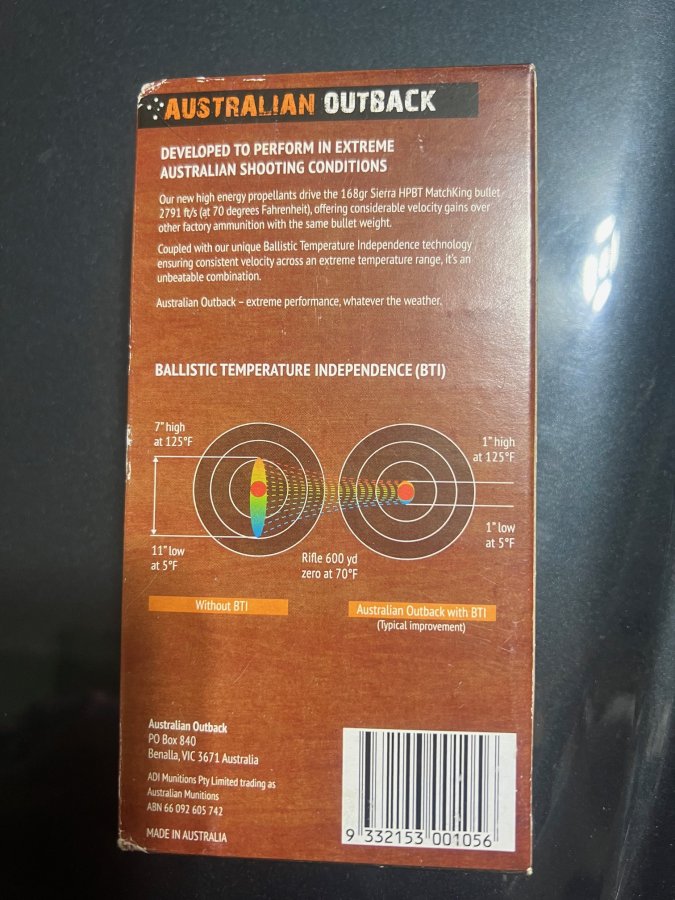 AUSTRALIAN OUTBACK
DEVELOPED TO PERFORM IN EXTREME
AUSTRALIAN SHOOTING CONDITIONS
Our new high energy propellants drive the 168gr Sierra HPBT MatchKing bullet
2791 ft/s (at 70 degrees Fahrenheit), offering considerable velocity gains over
other factory ammunition with the same bullet weight.
Coupled with our unique Ballistic Temperature Independence technology
ensuring consistent velocity across an extreme temperature range, it's an
unbeatable combination.
Australian Outback – extreme performance, whatever the weather.
BALLISTIC TEMPERATURE INDEPENDENCE (BTI)
7" high
at 125°F
11" low
at 5°F
1" high
at 125°F
1" low
at 5°F
Rifle 600 yd
zero at 70°F
Without BTI
Australian Outback with BTI
(Typical improvement)
Australian Outback
PO Box 840
Benalla, VIC 3671 Australia
ADI Munitions Pty Limited trading as
Australian Munitions
ABN 66 092 605 742
MADE IN AUSTRALIA
9 332153 001056